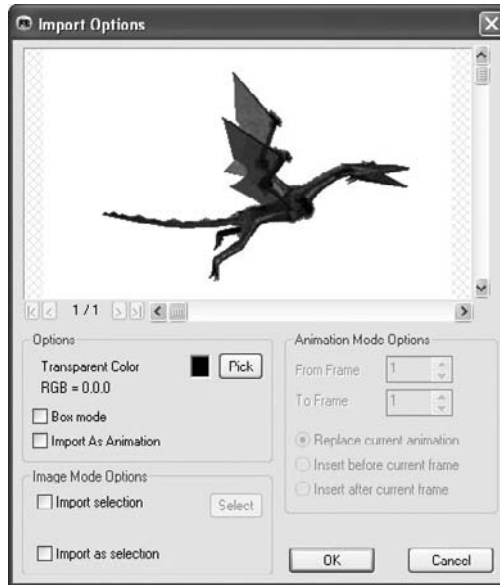 Import Options
1 / 1
Options
Transparent Color
Pick
RGB = 0.0.0
Box mode
Import As Animation
Image Mode Options
Import selection
Select
Import as selection
Animation Mode Options
From Frame
1
To Frame
1
Replace current animation
Insert before current frame
Insert after current frame
OK
Cancel